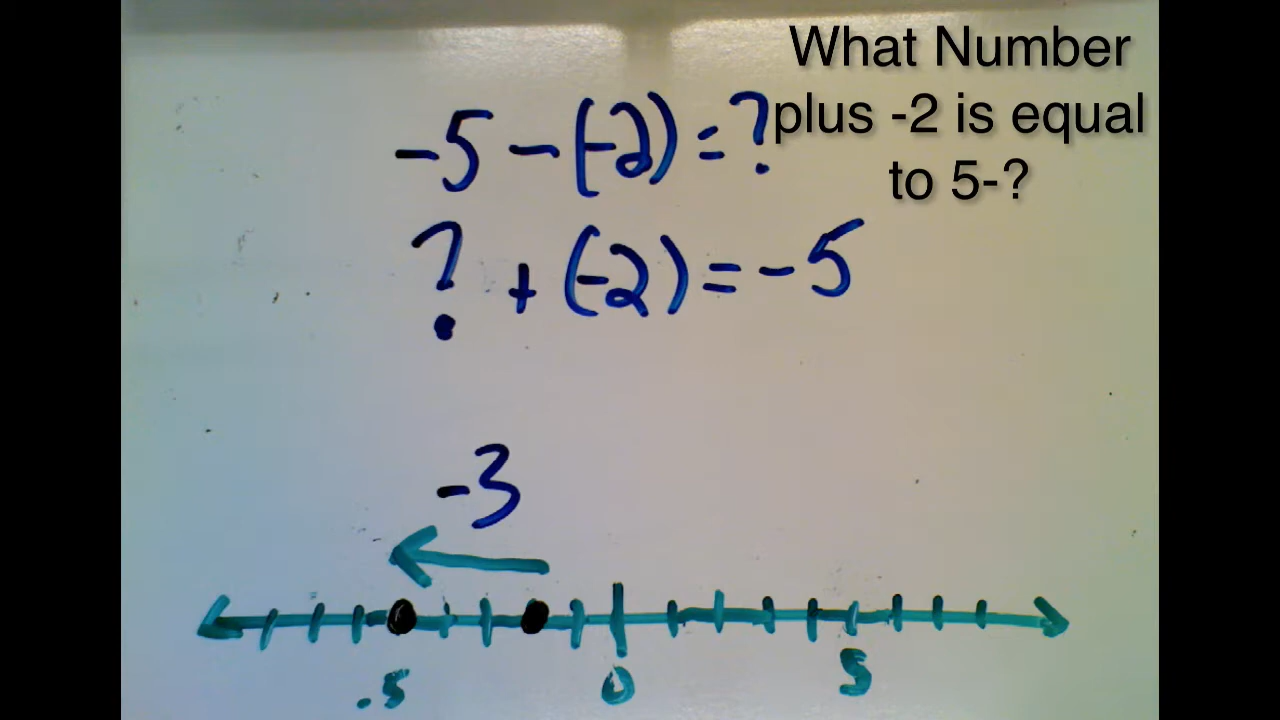 What Number
plus -2 is equal
to 5-?
-5 - (-2) = ?
? + (-2) = -5
-3
-5 0 5